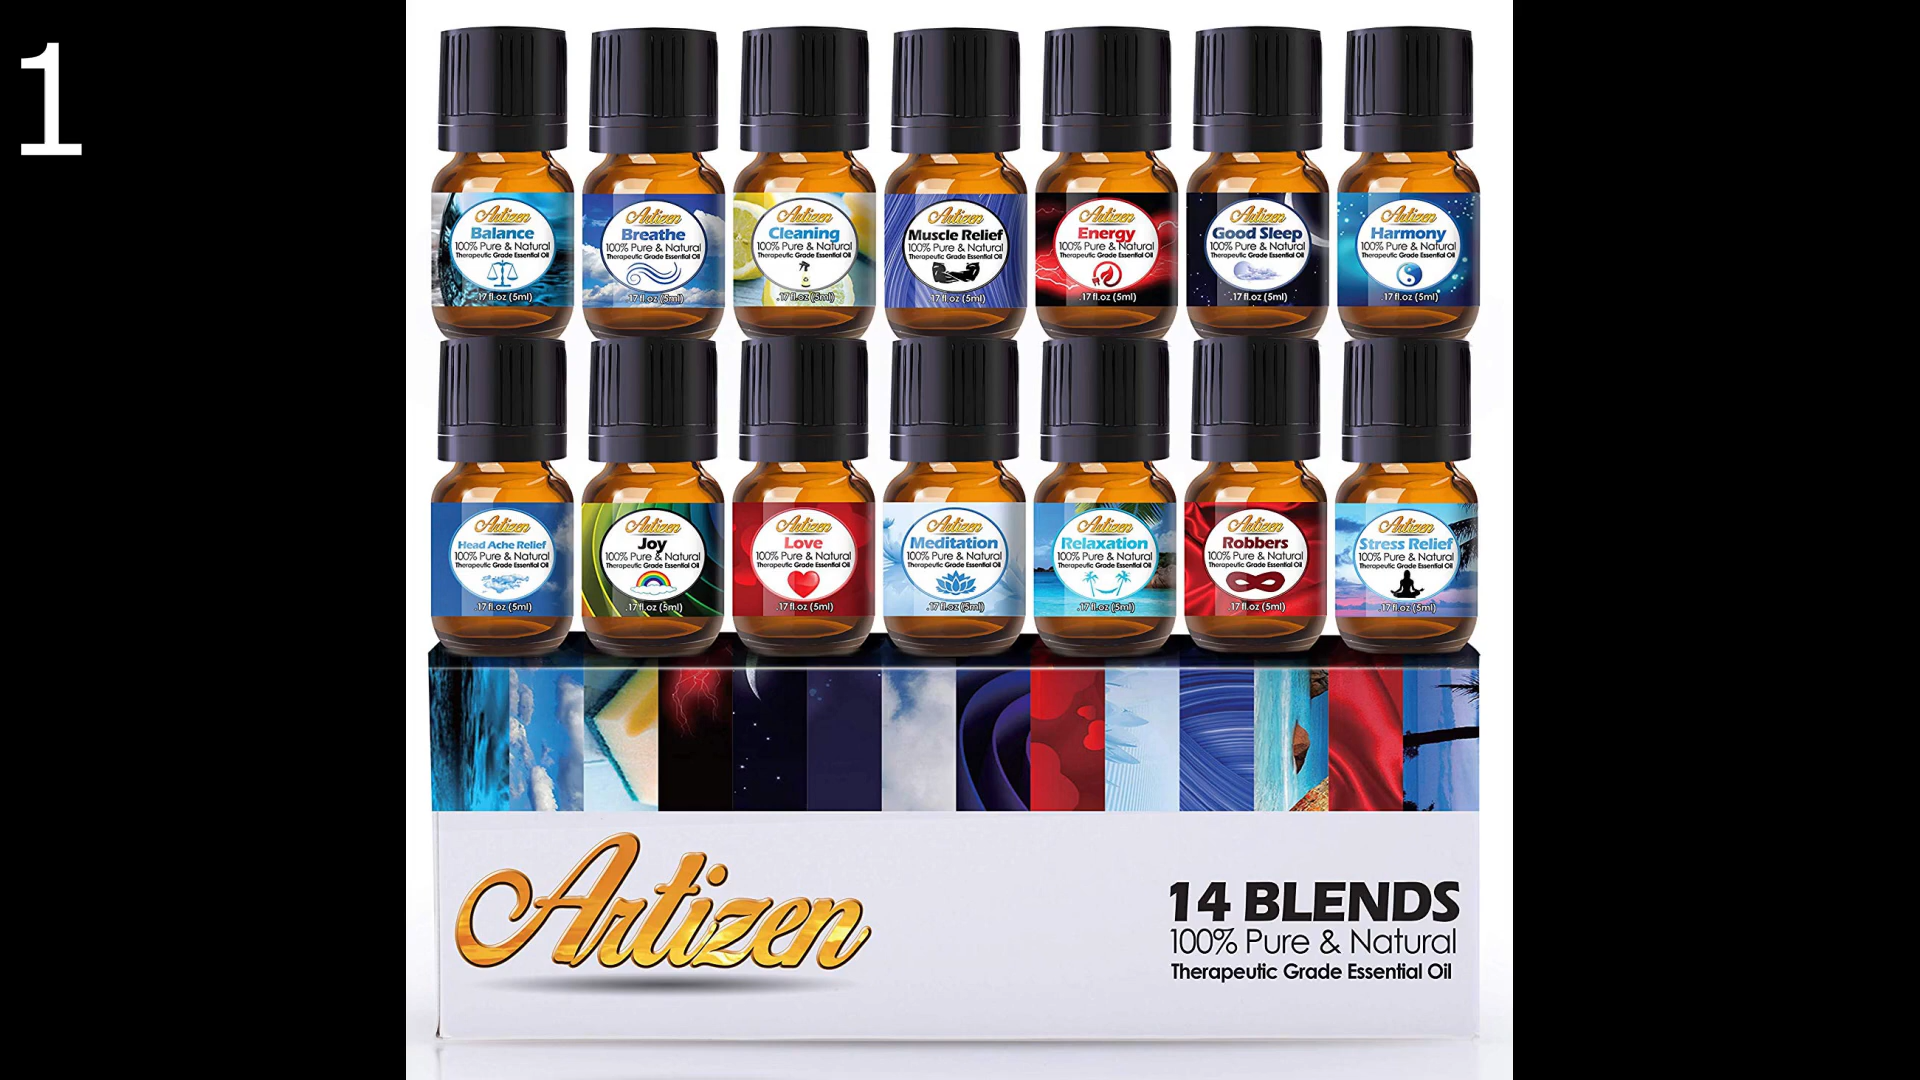 1
Artizen
Balance
100% Pure & Natural
Therapeutic Grade Essential Oil
.17 fl.oz (5ml)
Artizen
Breathe
100% Pure & Natural
Therapeutic Grade Essential Oil
.17 fl.oz (5ml)
Artizen
Cleaning
100% Pure & Natural
Therapeutic Grade Essential Oil
.17 fl.oz (5ml)
Artizen
Muscle Relief
100% Pure & Natural
Therapeutic Grade Essential Oil
.17 fl.oz (5ml)
Artizen
Energy
100% Pure & Natural
Therapeutic Grade Essential Oil
.17 fl.oz (5ml)
Artizen
Good Sleep
100% Pure & Natural
Therapeutic Grade Essential Oil
.17 fl.oz (5ml)
Artizen
Harmony
100% Pure & Natural
Therapeutic Grade Essential Oil
.17 fl.oz (5ml)
Artizen
Head Ache Relief
100% Pure & Natural
Therapeutic Grade Essential Oil
.17 fl.oz (5ml)
Artizen
Joy
100% Pure & Natural
Therapeutic Grade Essential Oil
.17 fl.oz (5ml)
Artizen
Love
100% Pure & Natural
Therapeutic Grade Essential Oil
.17 fl.oz (5ml)
Artizen
Meditation
100% Pure & Natural
Therapeutic Grade Essential Oil
.17 fl.oz (5ml)
Artizen
Relaxation
100% Pure & Natural
Therapeutic Grade Essential Oil
.17 fl.oz (5ml)
Artizen
Robbers
100% Pure & Natural
Therapeutic Grade Essential Oil
.17 fl.oz (5ml)
Artizen
Stress Relief
100% Pure & Natural
Therapeutic Grade Essential Oil
.17 fl.oz (5ml)
Artizen
14 BLENDS
100% Pure & Natural
Therapeutic Grade Essential Oil